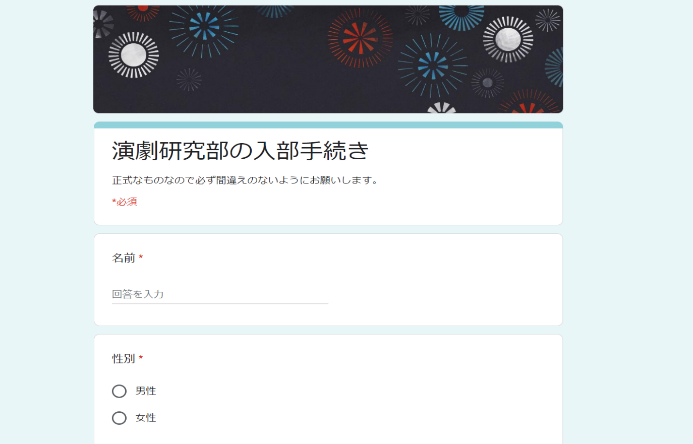 演劇研究部の入部手続き
正式なものなので必ず間違えのないようにお願いします。
*必須
名前 *
回答を入力
性別 *
男性
女性